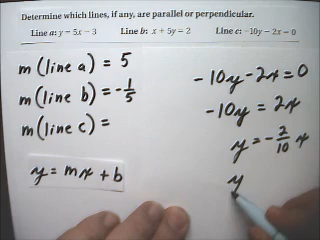 Determine which lines, if any, are parallel or perpendicular.
Line a: y = 5x − 3 Line b: x + 5y = 2 Line c: −10y − 2x = 0
m (line a) = 5
m (line b) = -1/5
m (line c) =
y = mx + b
-10y - 2x = 0
-10y = 2x
y = -2/10 x
y